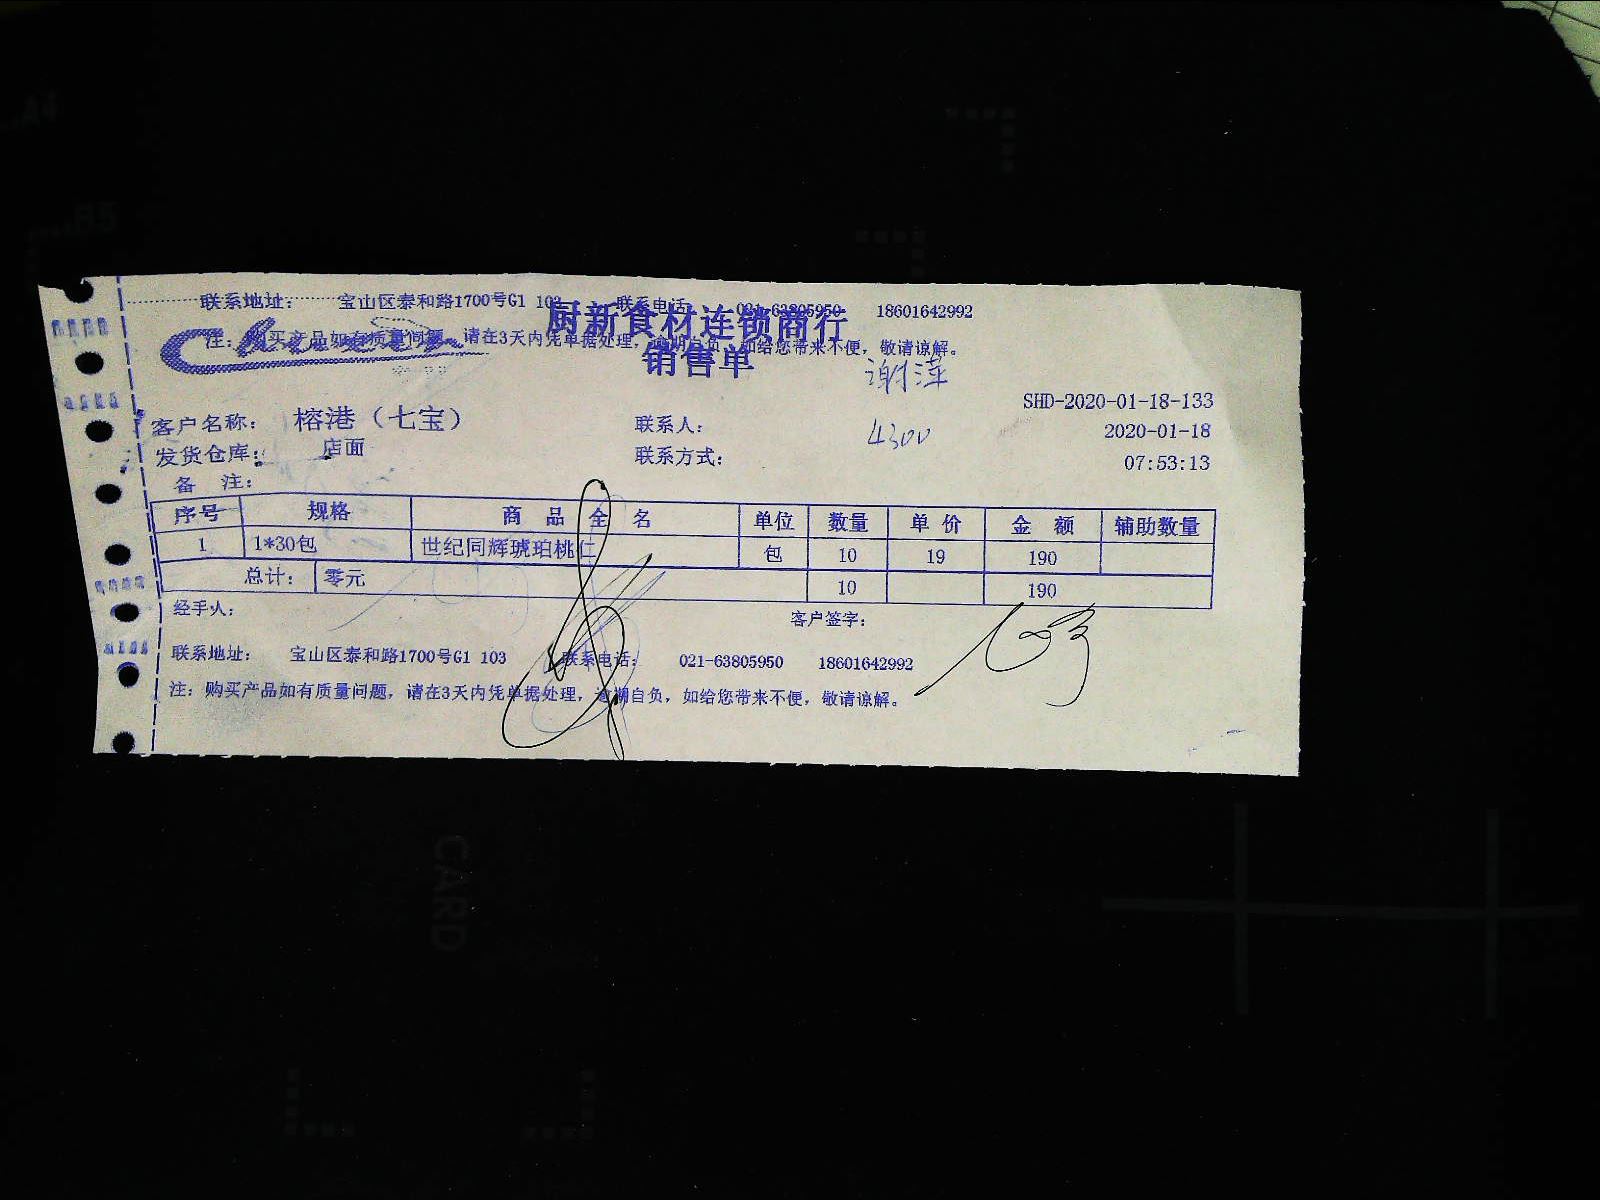 联系地址： 宝山区泰和路1700号G1 103 联系电话 021-63805950 18601642992
厨新食材连锁商行
注：购买产品如有质量问题，请在3天内凭单据处理，逾期自负，如给您带来不便，敬请谅解。
销售单
谢萍
SHD-2020-01-18-133
客户名称： 榕港（七宝） 联系人： 4300 2020-01-18
发货仓库： 店面 联系方式： 07:53:13
备 注：
序号 规格 商 品 全 名 单位 数量 单 价 金 额 辅助数量
1 1*30包 世纪同辉琥珀桃仁 包 10 19 190
总计： 零元 10 190
经手人： 客户签字：
联系地址： 宝山区泰和路1700号G1 103 联系电话： 021-63805950 18601642992
注：购买产品如有质量问题，请在3天内凭单据处理，逾期自负，如给您带来不便，敬请谅解。
CARD
A4
B5